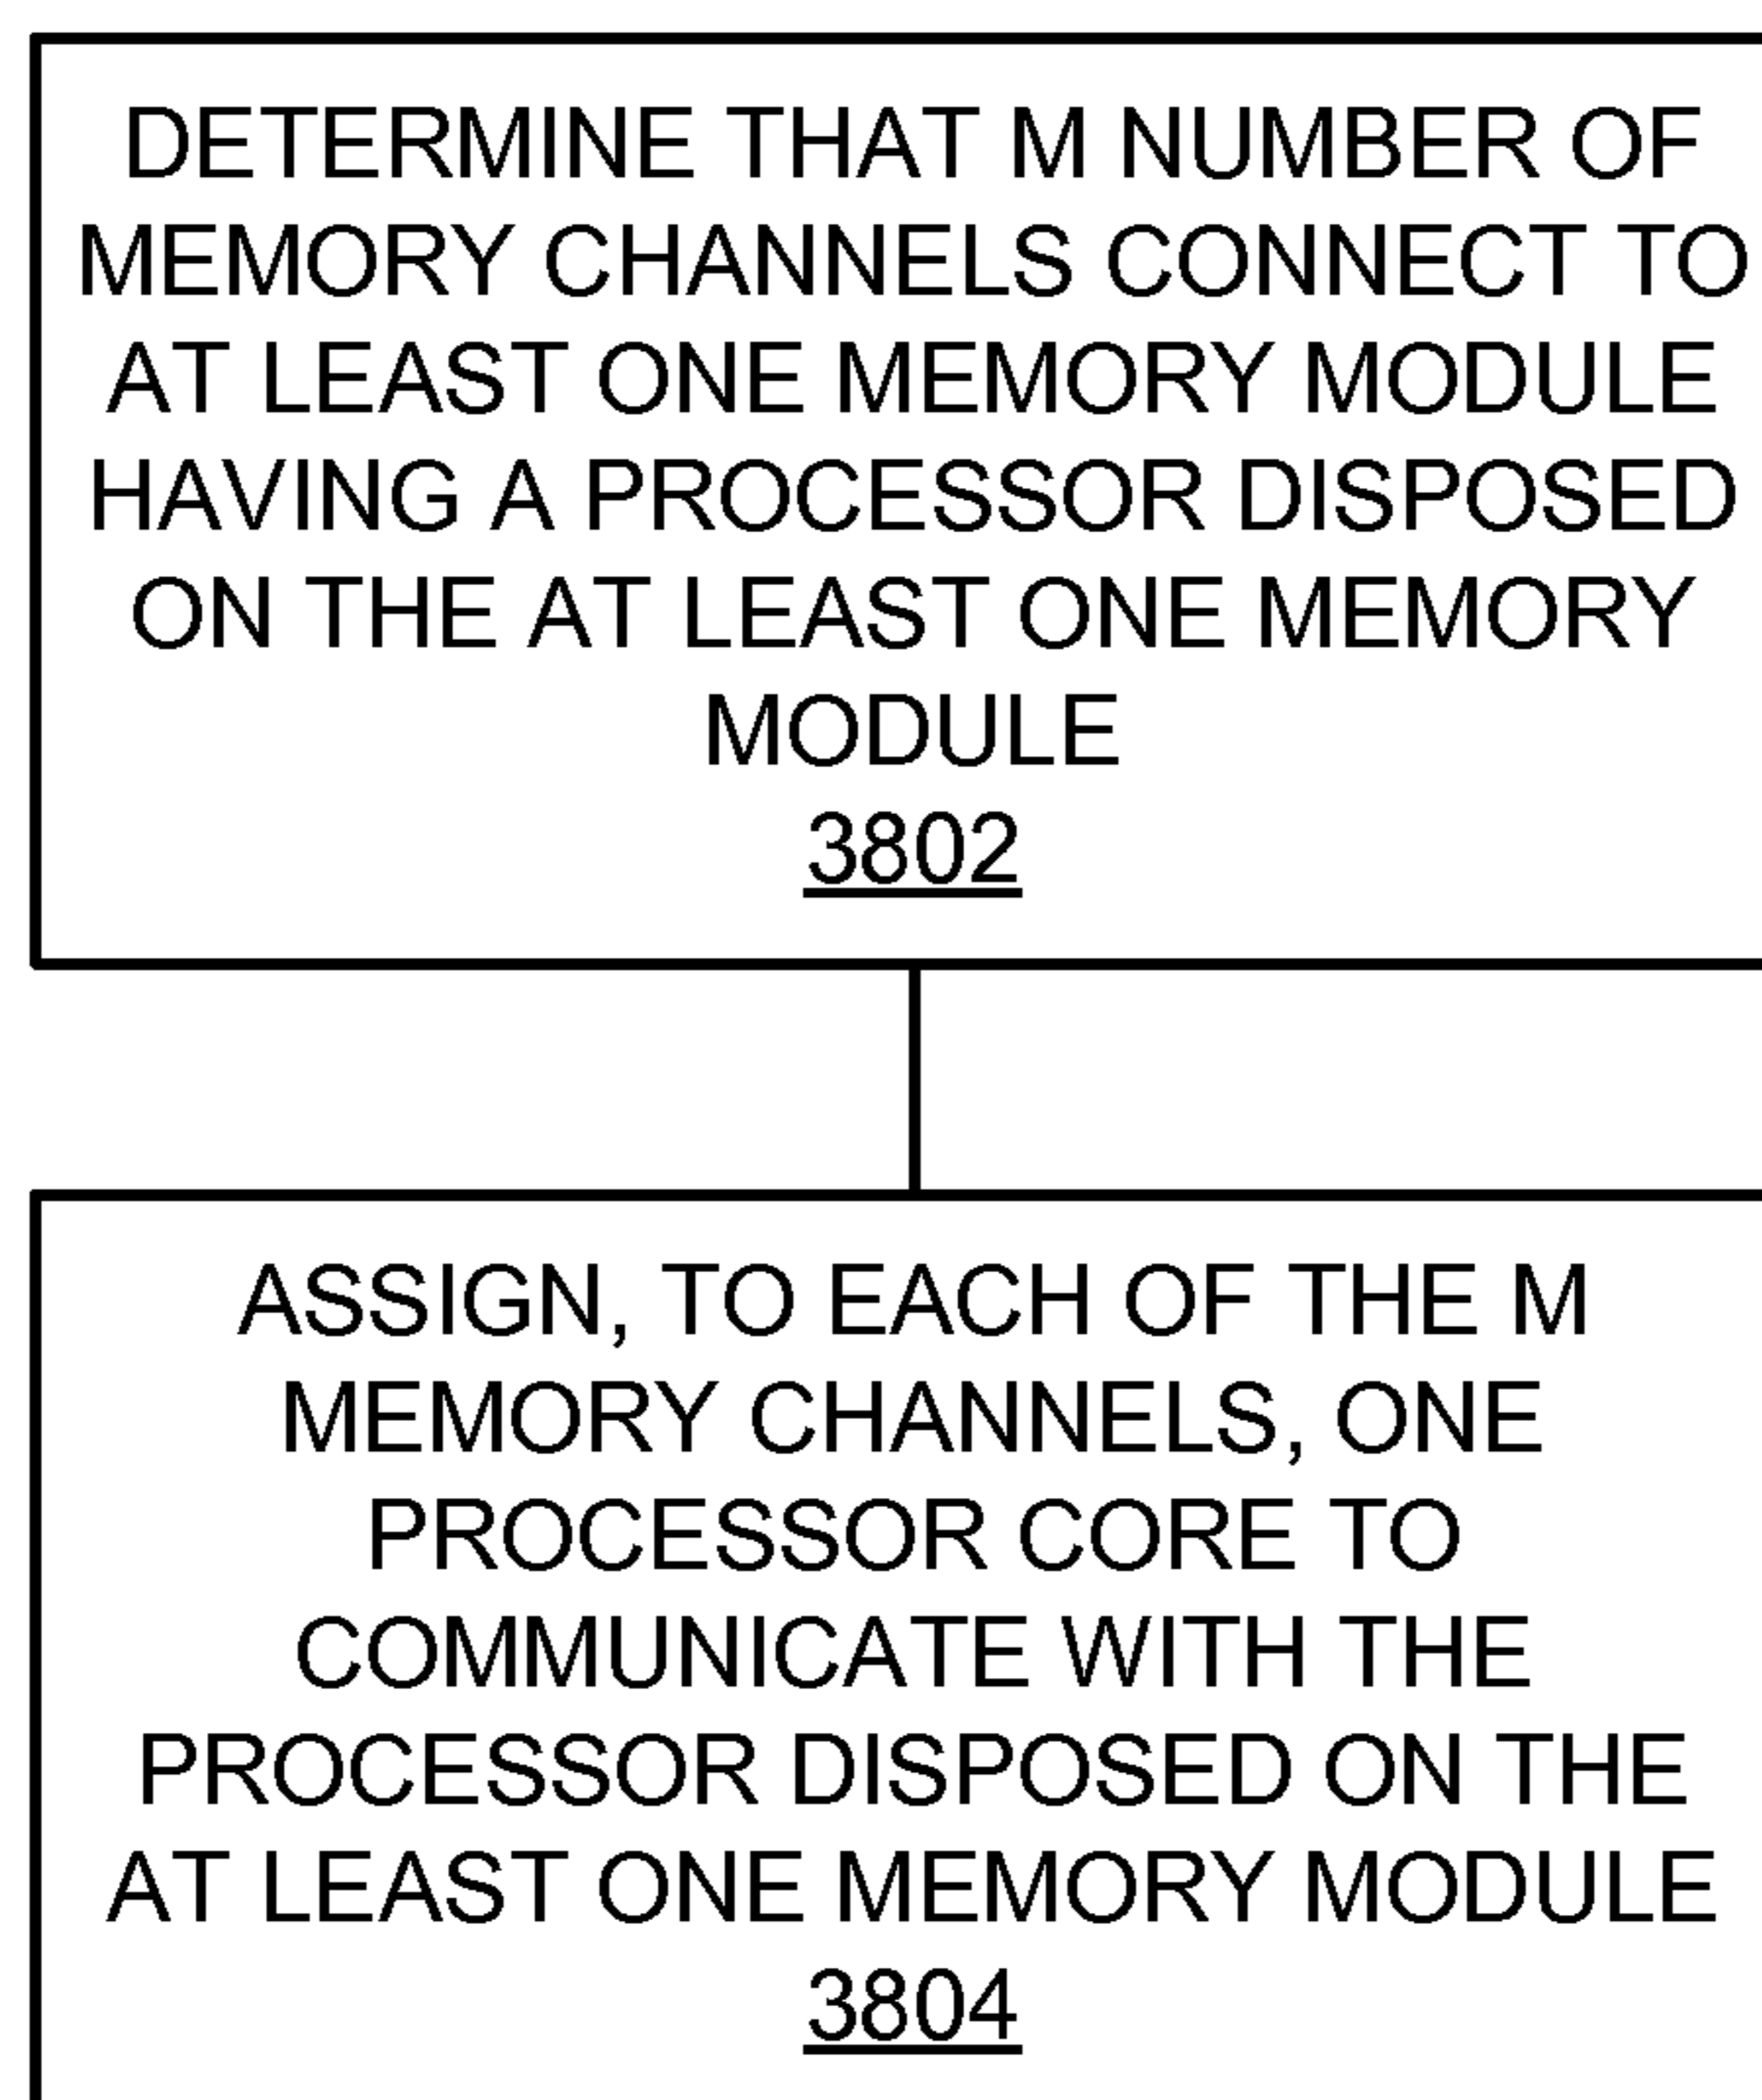 DETERMINE THAT M NUMBER OF
MEMORY CHANNELS CONNECT TO
AT LEAST ONE MEMORY MODULE
HAVING A PROCESSOR DISPOSED
ON THE AT LEAST ONE MEMORY
MODULE
3802
ASSIGN, TO EACH OF THE M
MEMORY CHANNELS, ONE
PROCESSOR CORE TO
COMMUNICATE WITH THE
PROCESSOR DISPOSED ON THE
AT LEAST ONE MEMORY MODULE
3804